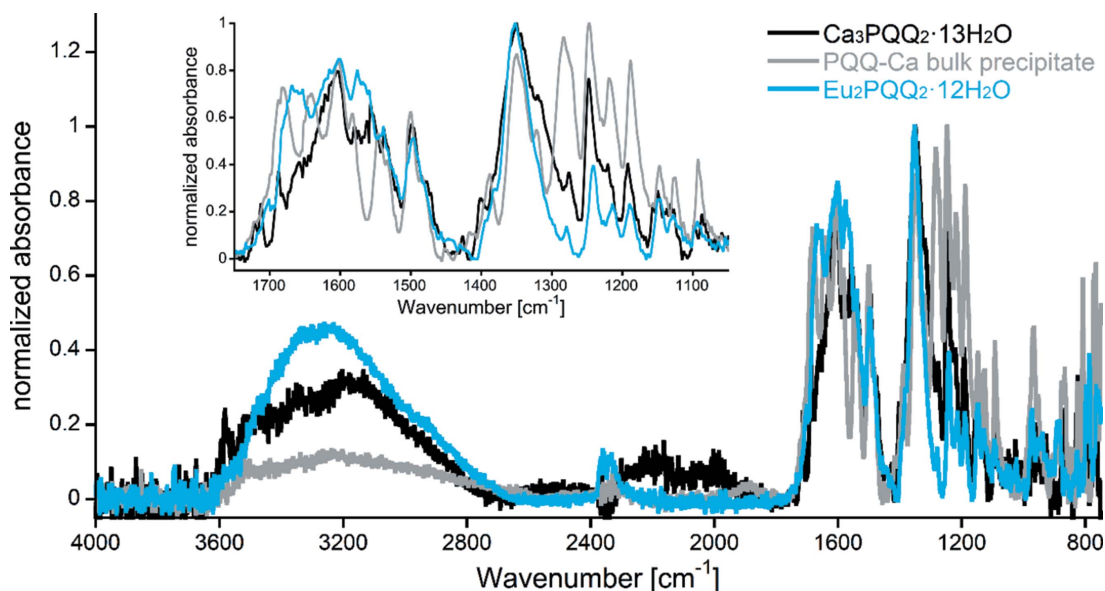 Ca₃PQQ₂·13H₂O
PQQ-Ca bulk precipitate
Eu₂PQQ₂·12H₂O
normalized absorbance
1
0.8
0.6
0.4
0.2
0
1700 1600 1500 1400 1300 1200 1100
Wavenumber [cm⁻¹]
normalized absorbance
1.2
1
0.8
0.6
0.4
0.2
0
4000 3600 3200 2800 2400 2000 1600 1200 800
Wavenumber [cm⁻¹]